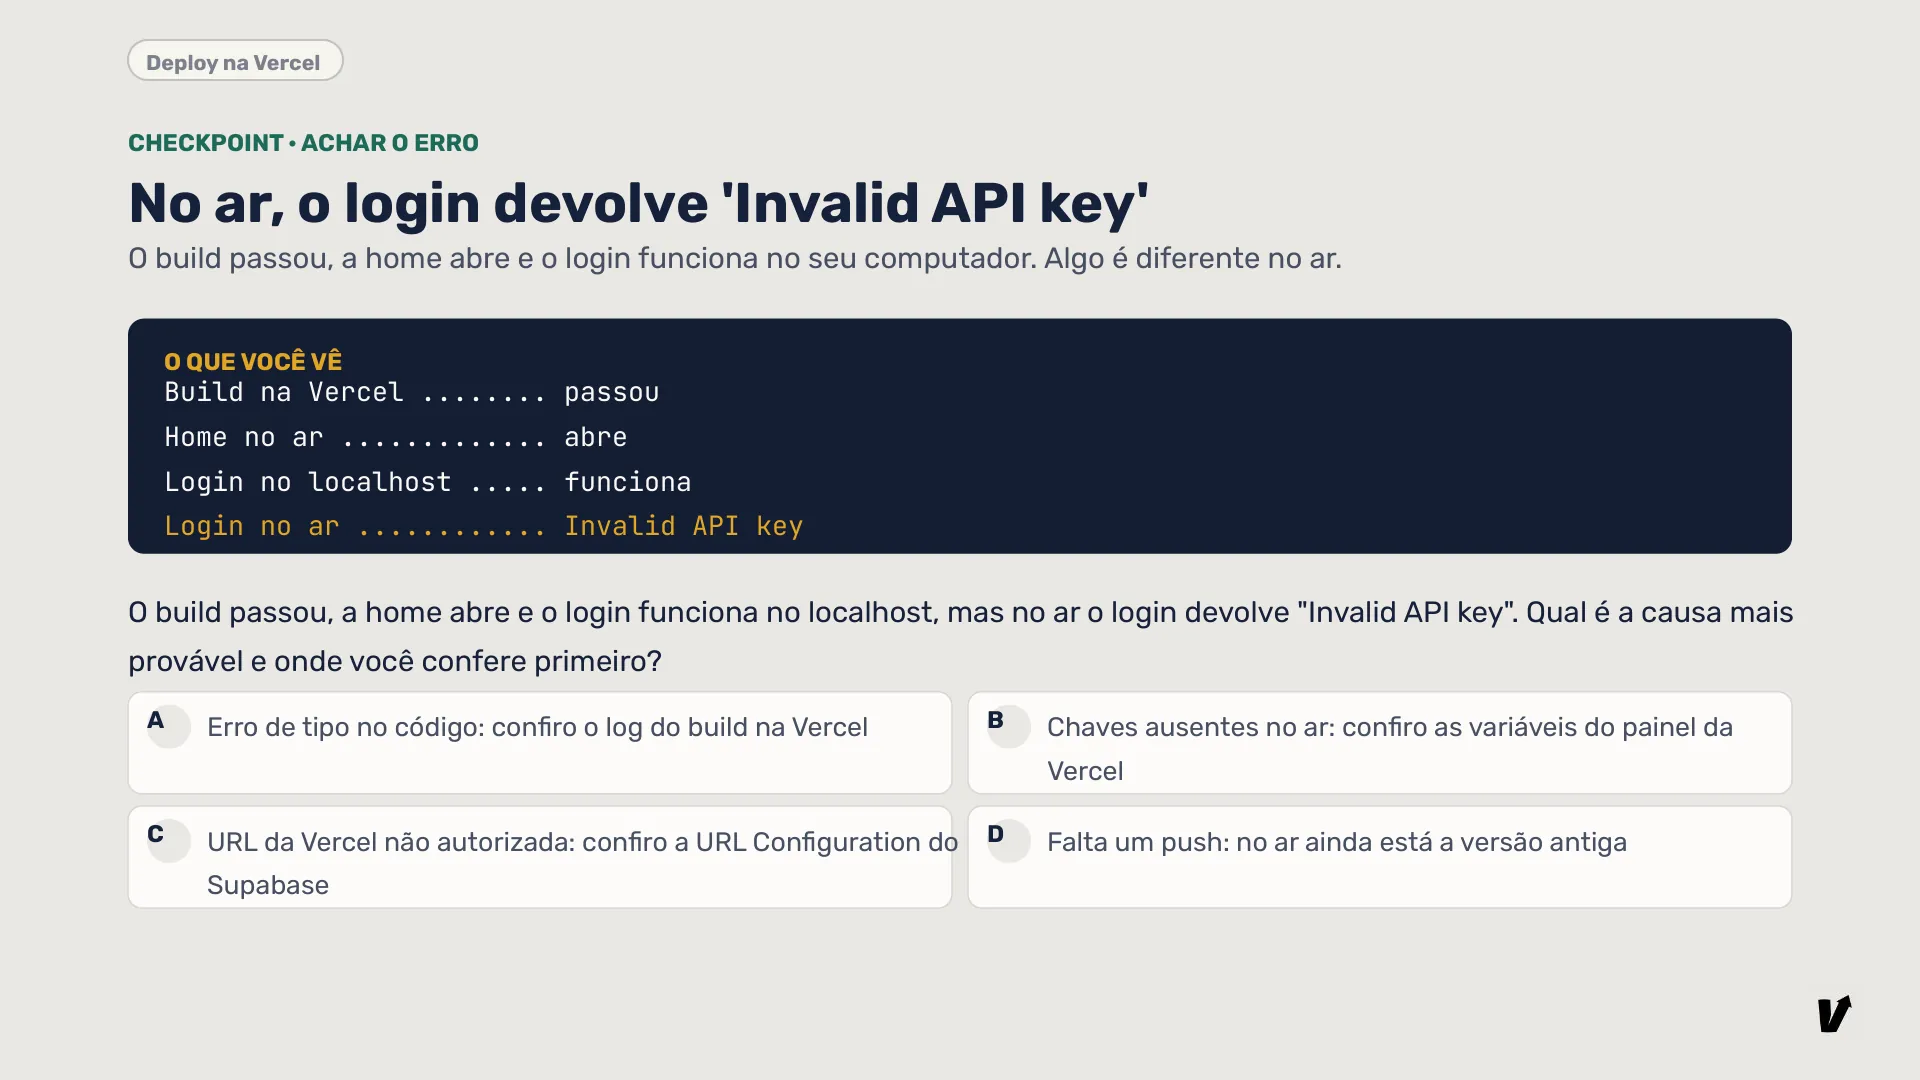 Deploy na Vercel
CHECKPOINT • ACHAR O ERRO
No ar, o login devolve 'Invalid API key'
O build passou, a home abre e o login funciona no seu computador. Algo é diferente no ar.
O QUE VOCÊ VÊ
Build na Vercel ........ passou
Home no ar ............. abre
Login no localhost ..... funciona
Login no ar ............ Invalid API key
O build passou, a home abre e o login funciona no localhost, mas no ar o login devolve "Invalid API key". Qual é a causa mais
provável e onde você confere primeiro?
A Erro de tipo no código: confiro o log do build na Vercel
B Chaves ausentes no ar: confiro as variáveis do painel da
Vercel
C URL da Vercel não autorizada: confiro a URL Configuration do
Supabase
D Falta um push: no ar ainda está a versão antiga